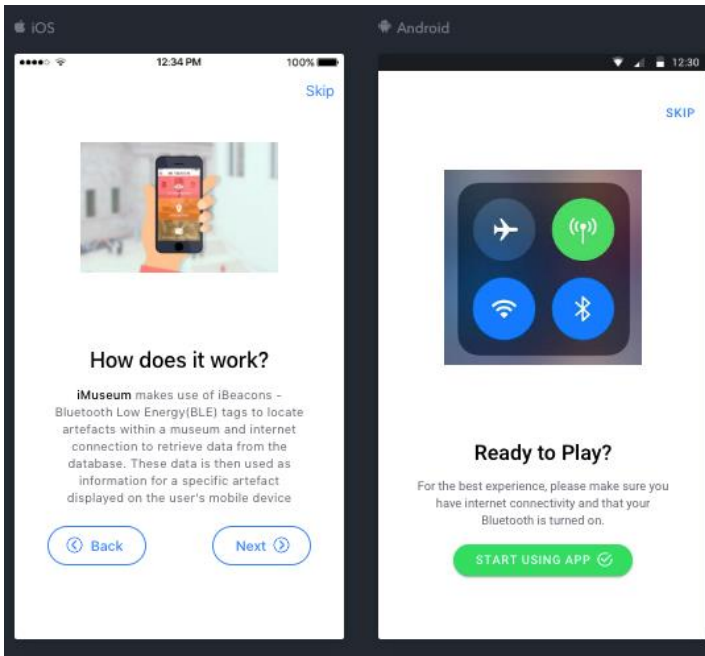 iOS
12:34 PM
100%
Skip
How does it work?
iMuseum makes use of iBeacons -
Bluetooth Low Energy(BLE) tags to locate
artefacts within a museum and internet
connection to retrieve data from the
database. These data is then used as
information for a specific artefact
displayed on the user's mobile device
Back
Next
Android
12:30
SKIP
Ready to Play?
For the best experience, please make sure you
have internet connectivity and that your
Bluetooth is turned on.
START USING APP